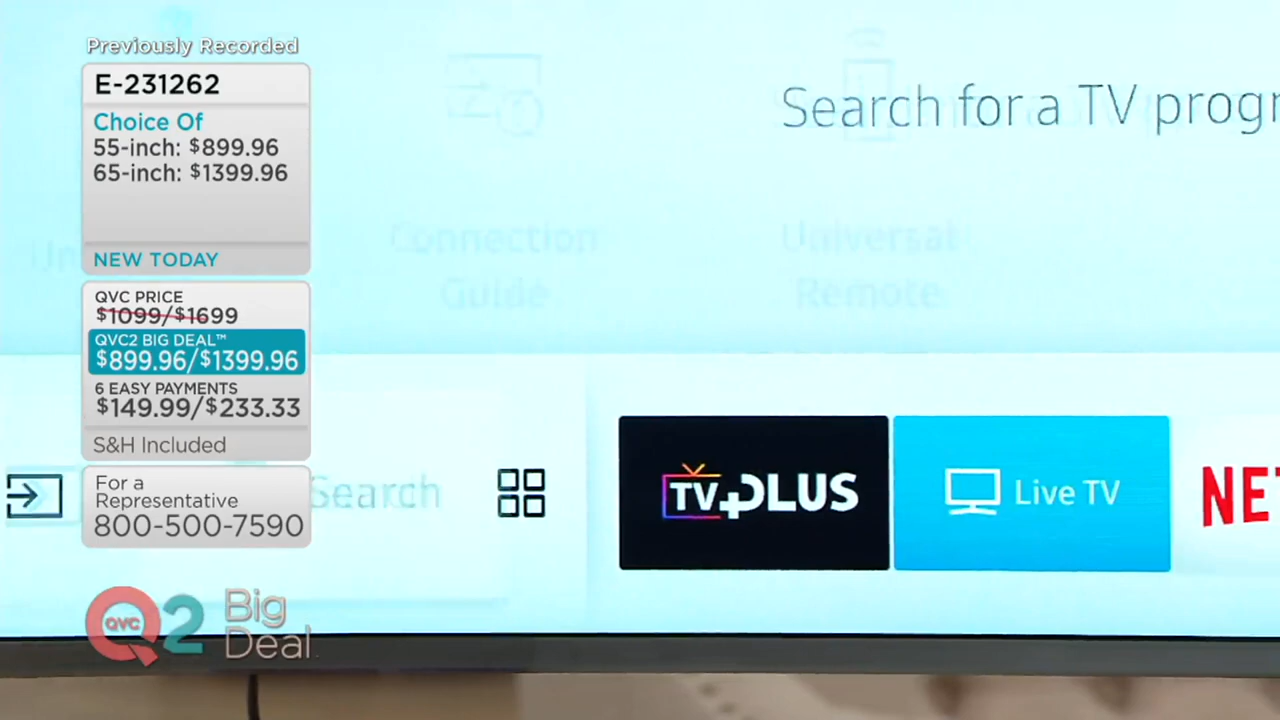 Previously Recorded
E-231262
Choice Of
55-inch: $899.96
65-inch: $1399.96
NEW TODAY
QVC PRICE
$1099/$1699
QVC2 BIG DEAL™
$899.96/$1399.96
6 EASY PAYMENTS
$149.99/$233.33
S&H Included
For a
Representative
800-500-7590
QVC 2 Big
Deal
Search for a TV progr
Connection
Guide
Universal
Remote
Search
TV PLUS
Live TV
NET